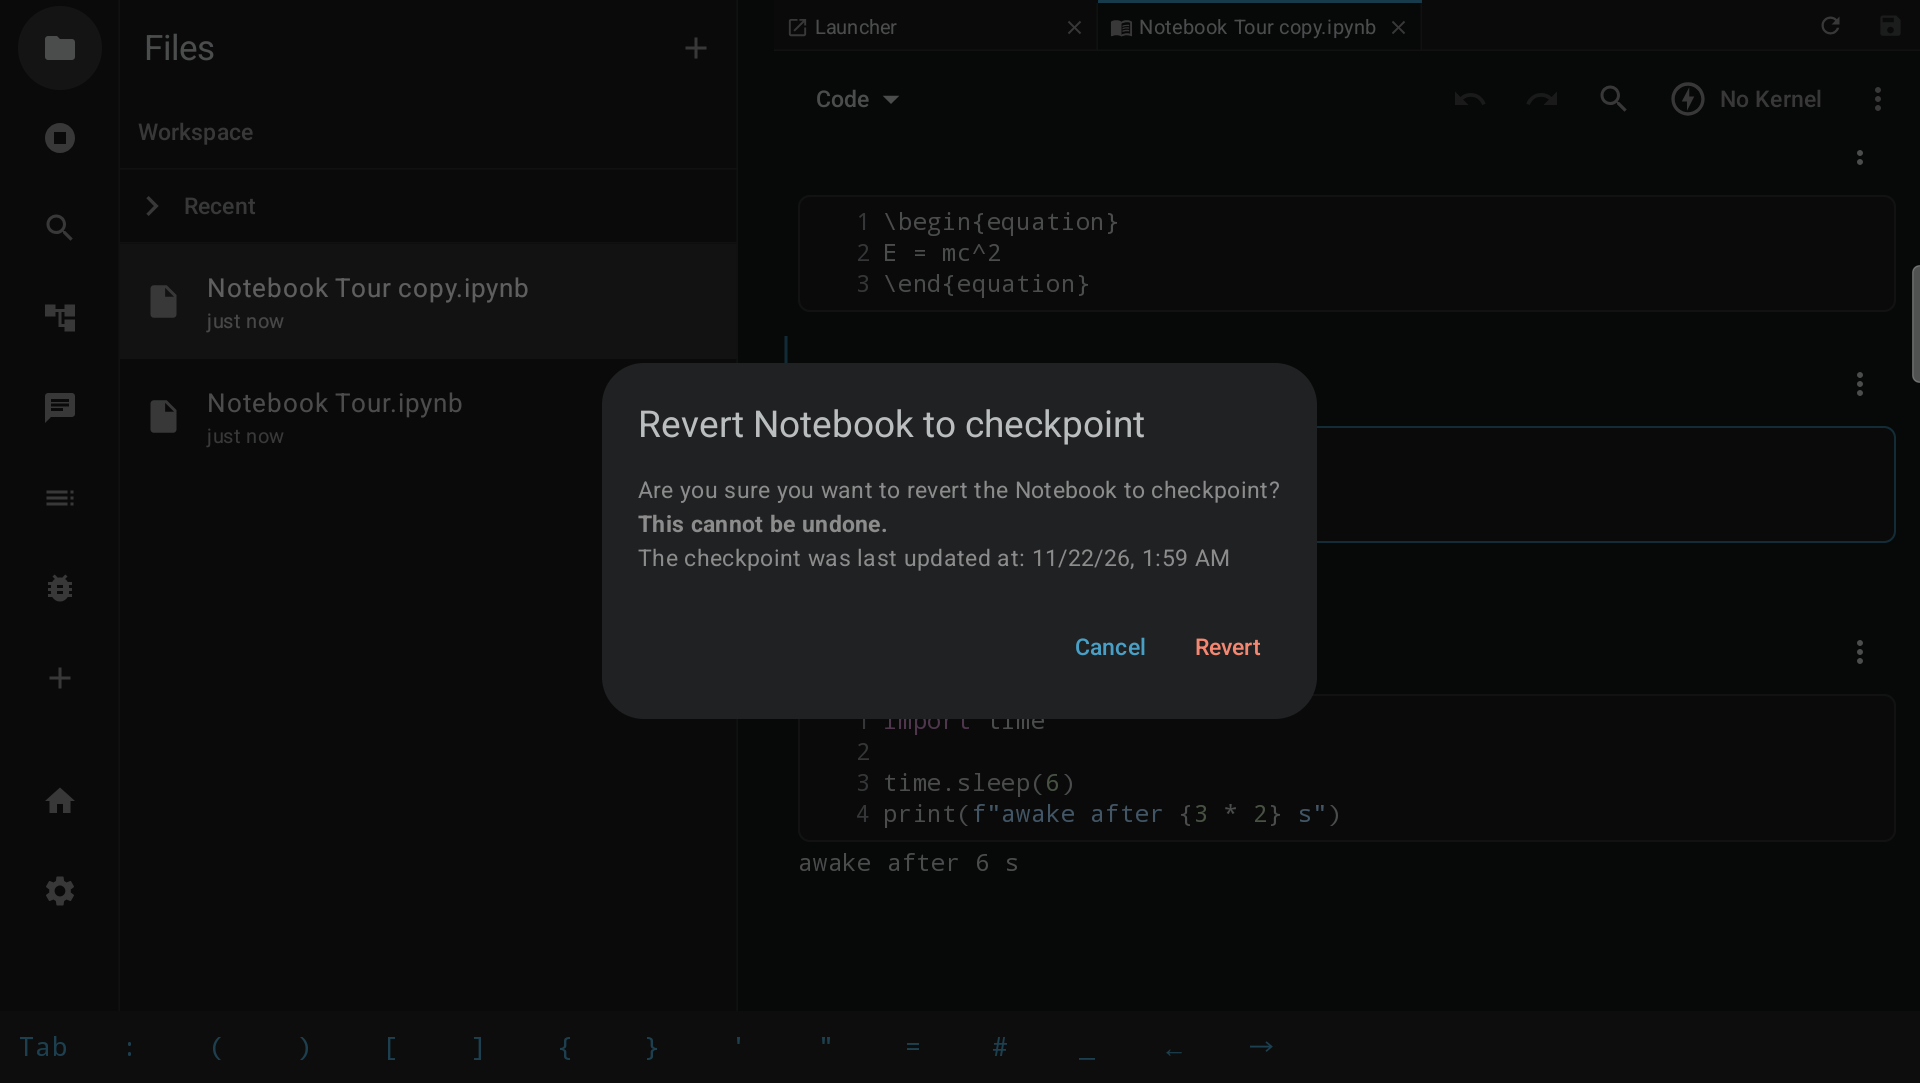 Files
Workspace
Recent
Notebook Tour copy.ipynb
just now
Notebook Tour.ipynb
just now
Launcher
Notebook Tour copy.ipynb
Code
No Kernel
1 \begin{equation}
2 E = mc^2
3 \end{equation}
Revert Notebook to checkpoint
Are you sure you want to revert the Notebook to checkpoint?
This cannot be undone.
The checkpoint was last updated at: 11/22/26, 1:59 AM
Cancel Revert
1 import time
2
3 time.sleep(6)
4 print(f"awake after {3 * 2} s")
awake after 6 s
Tab : ( ) [ ] { } ' " = # _ ← →